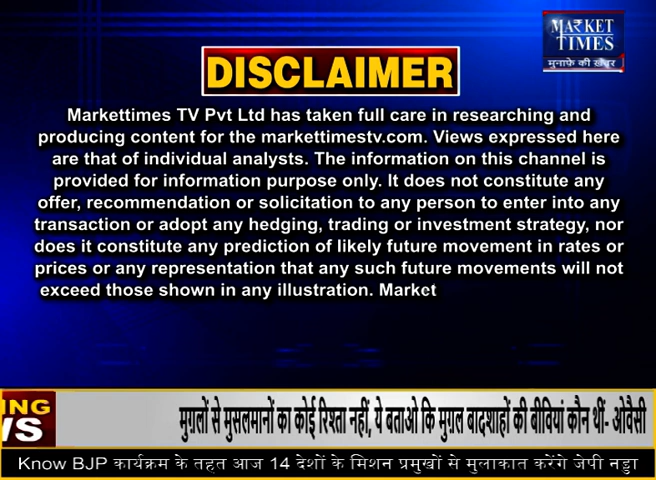 MARKET
TIMES
मुनाफे की ख़बर
DISCLAIMER
Markettimes TV Pvt Ltd has taken full care in researching and
producing content for the markettimestv.com. Views expressed here
are that of individual analysts. The information on this channel is
provided for information purpose only. It does not constitute any
offer, recommendation or solicitation to any person to enter into any
transaction or adopt any hedging, trading or investment strategy, nor
does it constitute any prediction of likely future movement in rates or
prices or any representation that any such future movements will not
exceed those shown in any illustration. Market
ING
WS
मुग़लों से मुसलमानों का कोई रिश्ता नहीं, ये बताओ कि मुग़ल बादशाहों की बीवियां कौन थीं- ओवैसी
Know BJP कार्यक्रम के तहत आज 14 देशों के मिशन प्रमुखों से मुलाकात करेंगे जेपी नड्डा